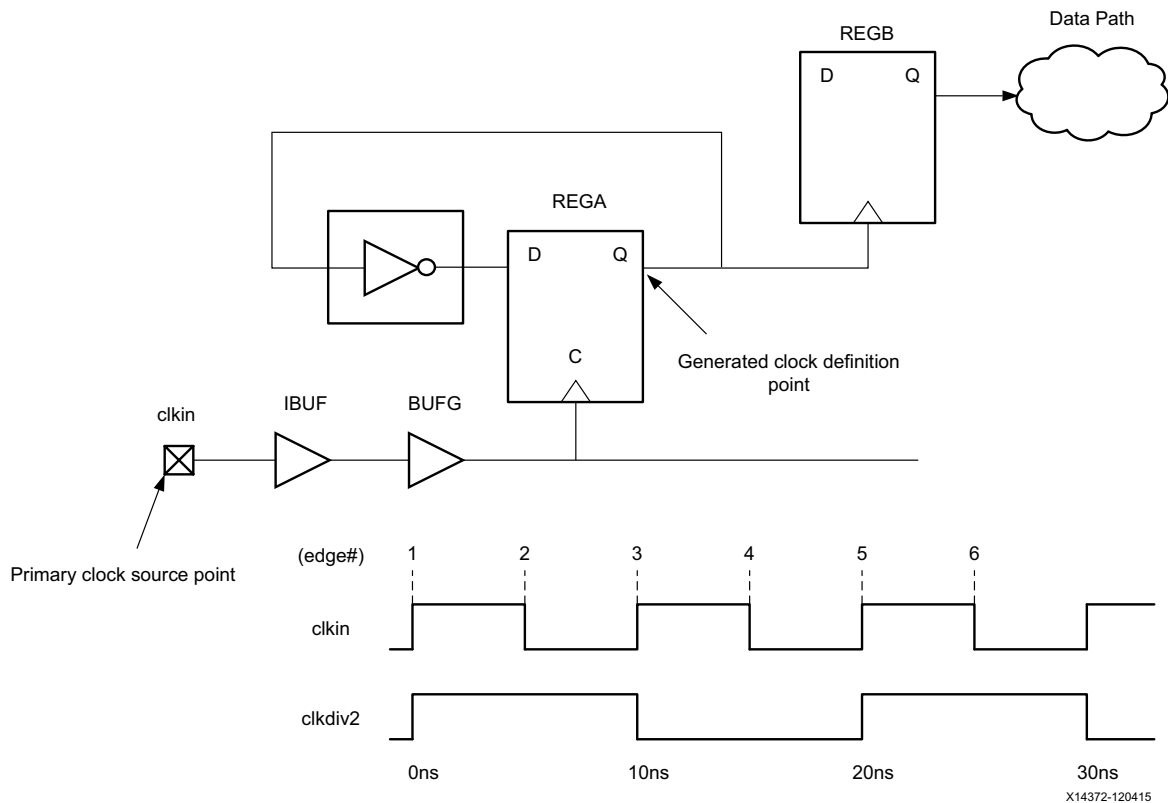 Data Path
REGB
D Q
REGA
D Q
C
Generated clock definition
point
clkin
IBUF
BUFG
Primary clock source point
(edge#) 1 2 3 4 5 6
clkin
clkdiv2
0ns 10ns 20ns 30ns
X14372-120415